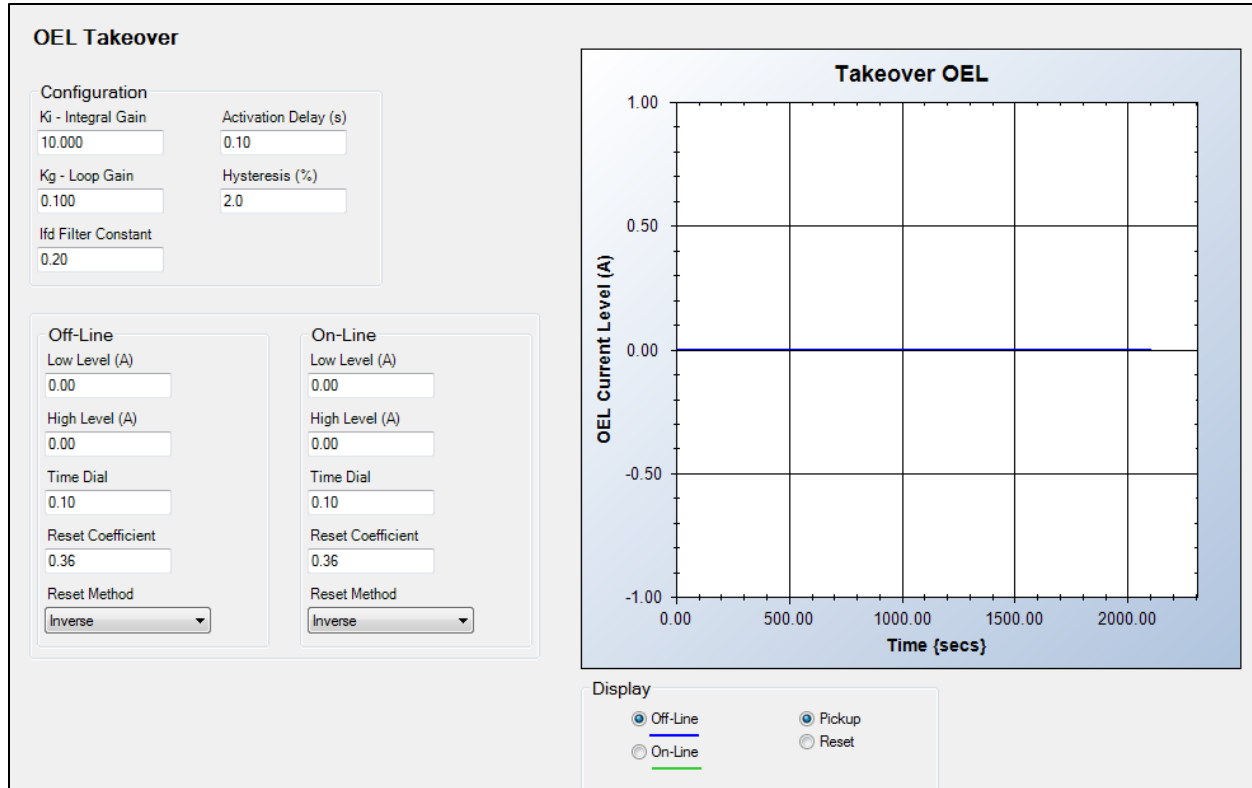 OEL Takeover
Configuration
Ki - Integral Gain
10.000
Activation Delay (s)
0.10
Kg - Loop Gain
0.100
Hysteresis (%)
2.0
Ifd Filter Constant
0.20
Off-Line
Low Level (A)
0.00
High Level (A)
0.00
Time Dial
0.10
Reset Coefficient
0.36
Reset Method
Inverse
On-Line
Low Level (A)
0.00
High Level (A)
0.00
Time Dial
0.10
Reset Coefficient
0.36
Reset Method
Inverse
Takeover OEL
OEL Current Level (A)
1.00
0.50
0.00
-0.50
-1.00
0.00 500.00 1000.00 1500.00 2000.00
Time {secs}
Display
Off-Line
On-Line
Pickup
Reset